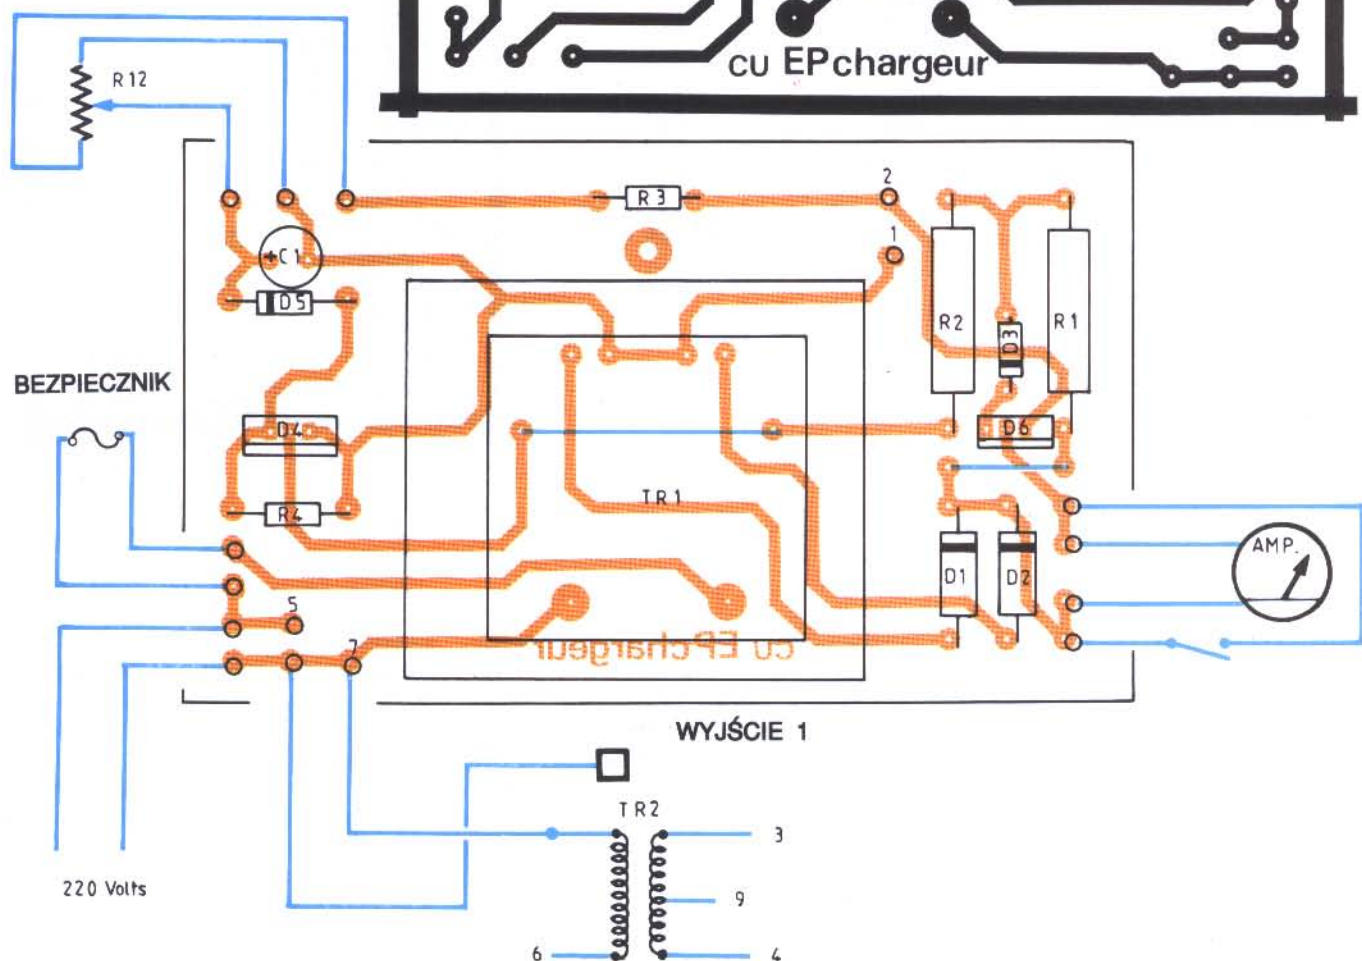 cu EPchargeur
R12
2
R3
1
+C1
D5
R2
D3
R1
BEZPIECZNIK
D4
D6
TR1
R4
AMP.
D1
D2
5
cu EPchargeur
7
WYJŚCIE 1
TR2
3
220 Volts
9
6
4